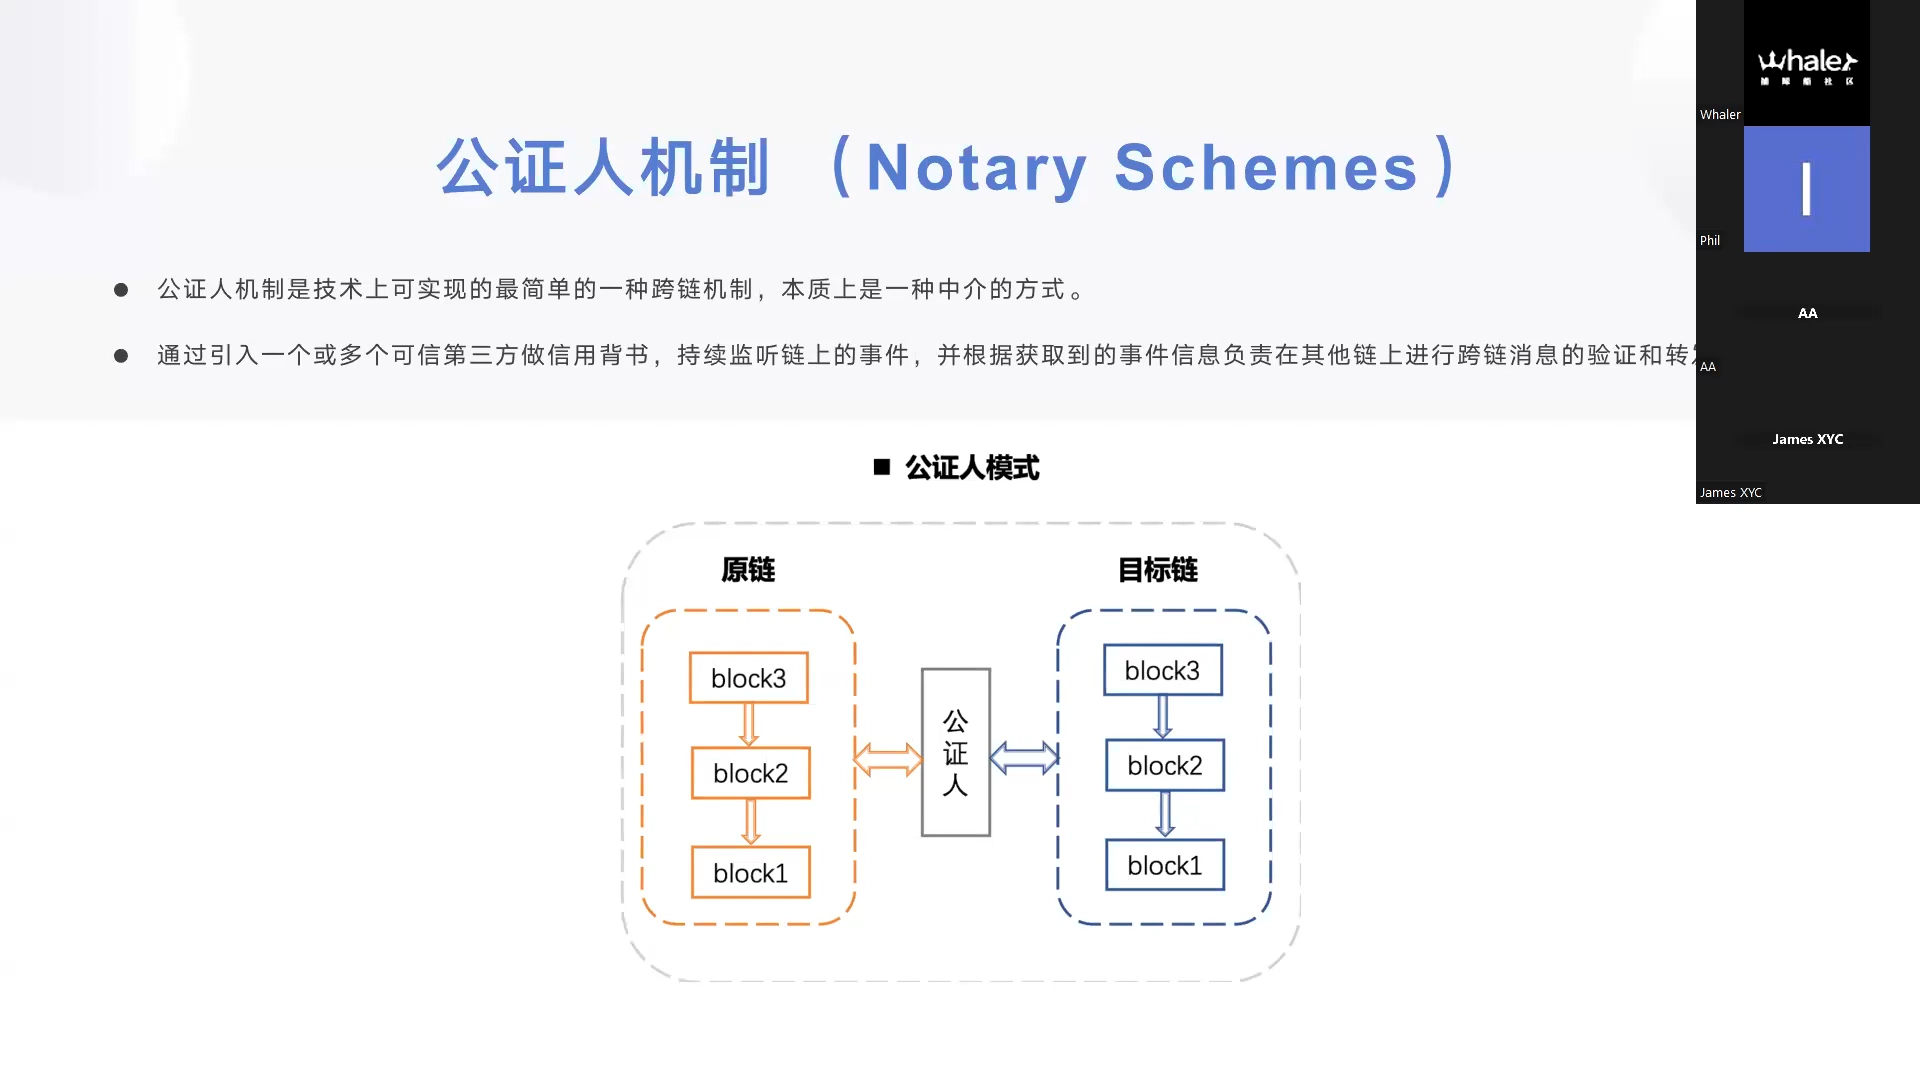 公证人机制 （Notary Schemes）
● 公证人机制是技术上可实现的最简单的一种跨链机制，本质上是一种中介的方式。
● 通过引入一个或多个可信第三方做信用背书，持续监听链上的事件，并根据获取到的事件信息负责在其他链上进行跨链消息的验证和转
■ 公证人模式
原链
block3
block2
block1
公
证
人
目标链
block3
block2
block1
Whaler
捕鲸船社区
Whaler
I
Phil
AA
AA
James XYC
James XYC